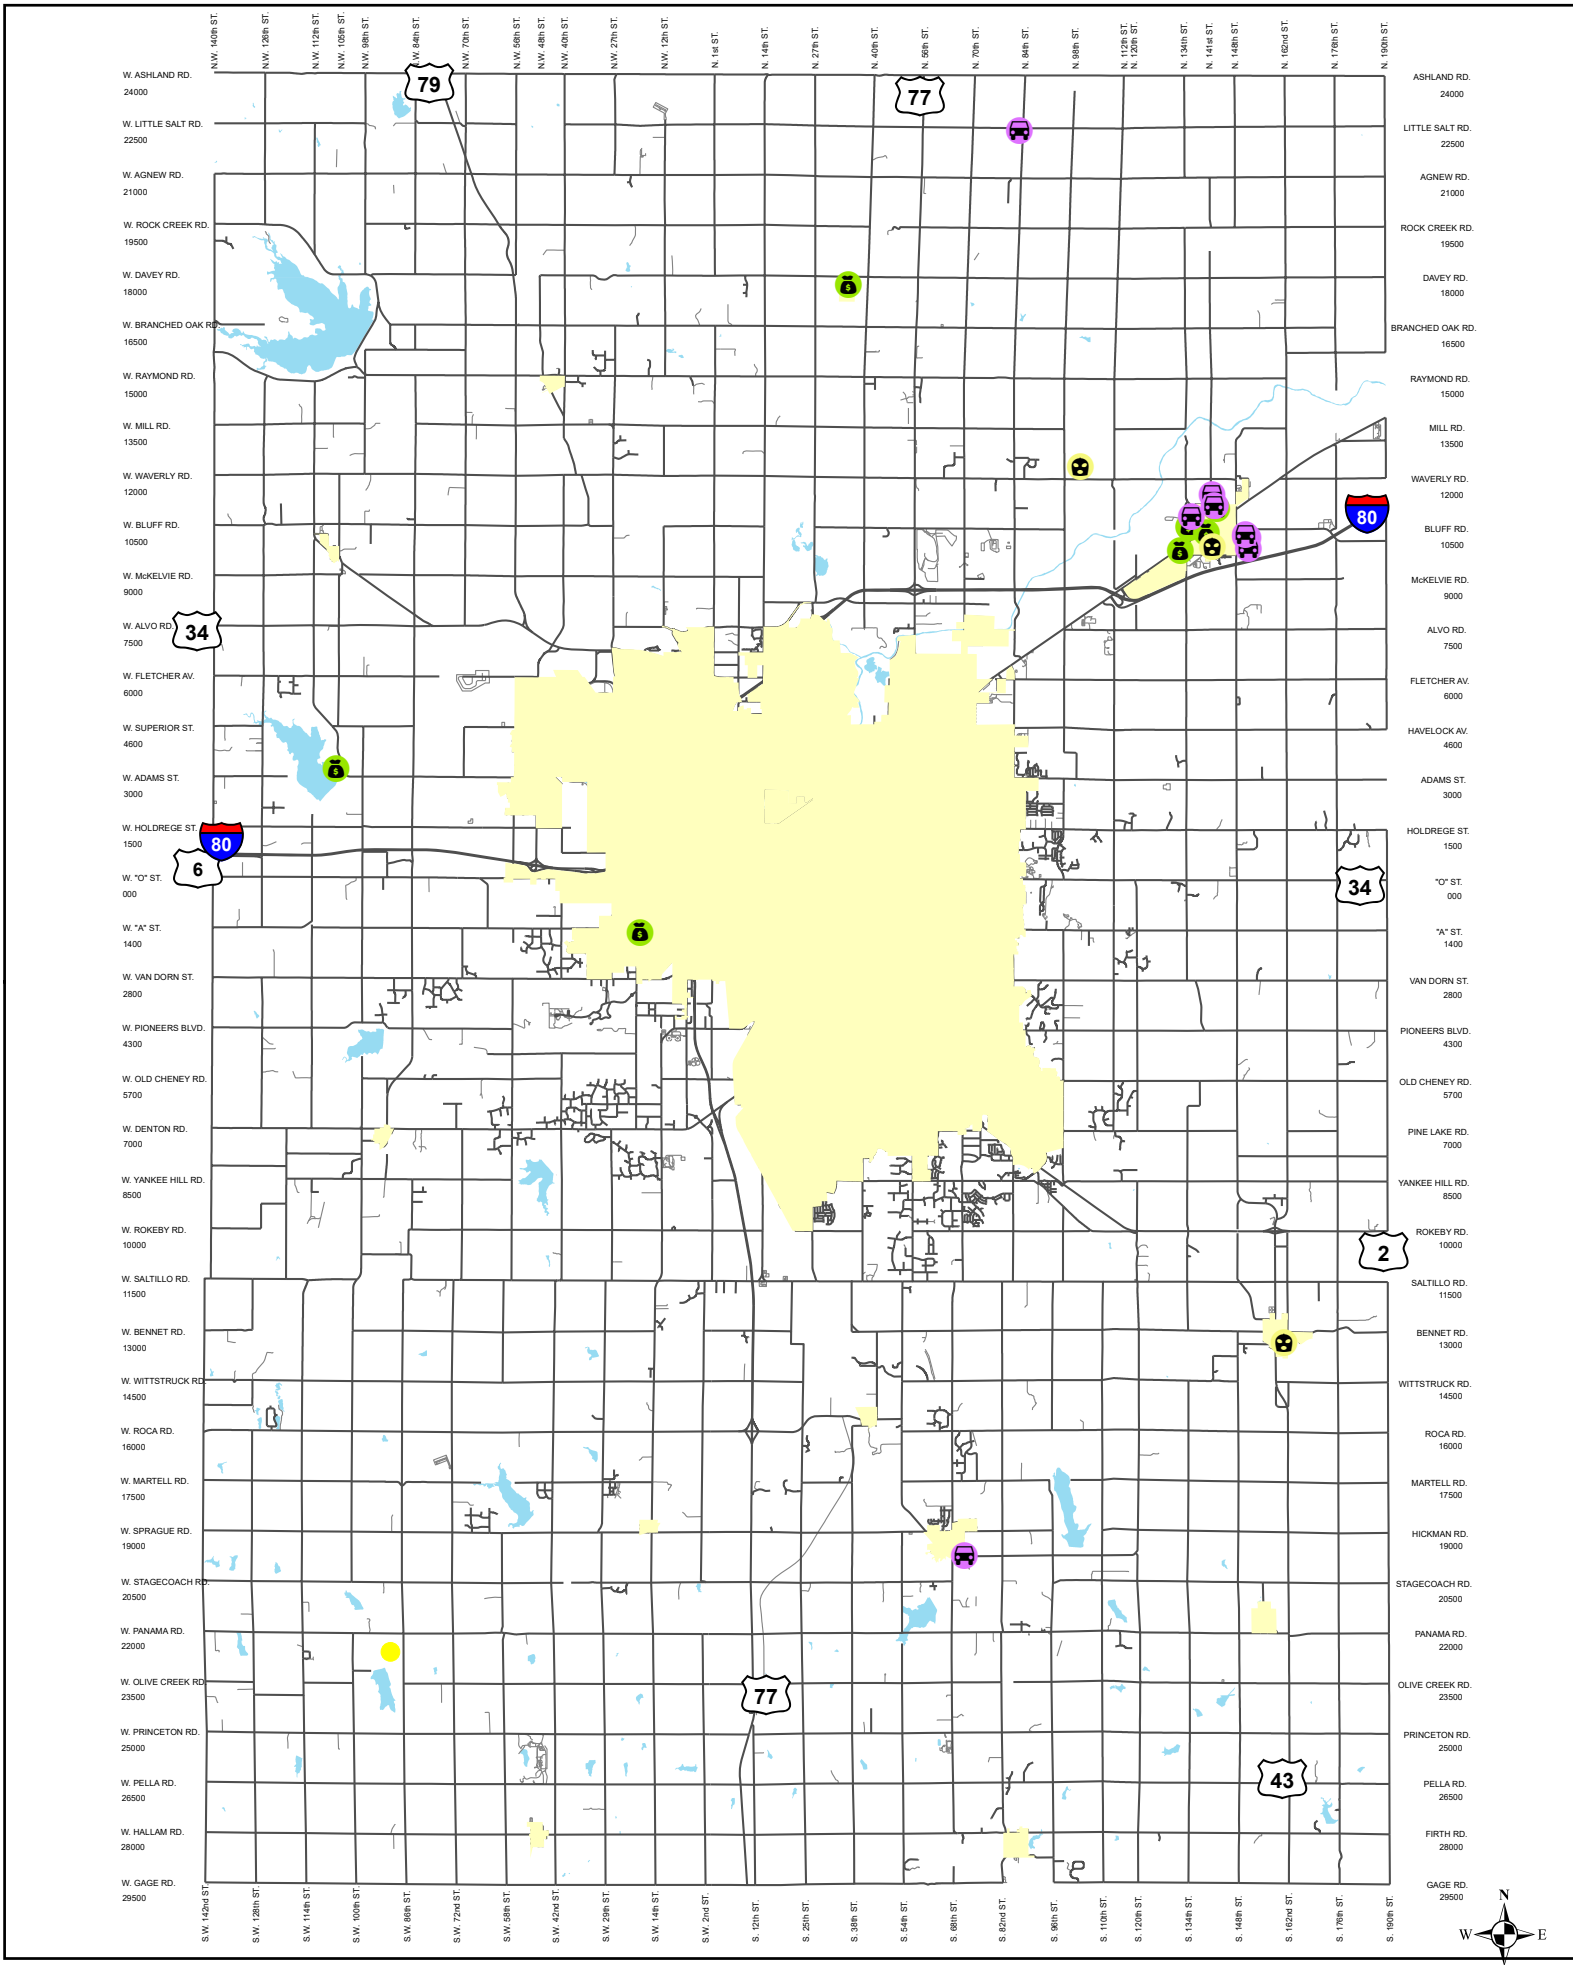 N.W. 140th ST.
N.W. 126th ST.
N.W. 112th ST.
N.W. 105th ST.
N.W. 98th ST.
N.W. 84th ST.
N.W. 70th ST.
N.W. 56th ST.
N.W. 48th ST.
N.W. 40th ST.
N.W. 27th ST.
N.W. 12th ST.
N. 1st ST.
N. 14th ST.
N. 27th ST.
N. 40th ST.
N. 56th ST.
N. 70th ST.
N. 84th ST.
N. 98th ST.
N. 112th ST.
N. 120th ST.
N. 134th ST.
N. 141st ST.
N. 148th ST.
N. 162nd ST.
N. 176th ST.
N. 190th ST.
W. ASHLAND RD.
24000
W. LITTLE SALT RD.
22500
W. AGNEW RD.
21000
W. ROCK CREEK RD.
19500
W. DAVEY RD.
18000
W. BRANCHED OAK RD.
16500
W. RAYMOND RD.
15000
W. MILL RD.
13500
W. WAVERLY RD.
12000
W. BLUFF RD.
10500
W. McKELVIE RD.
9000
W. ALVO RD.
7500
W. FLETCHER AV.
6000
W. SUPERIOR ST.
4600
W. ADAMS ST.
3000
W. HOLDREGE ST.
1500
W. "O" ST.
000
W. "A" ST.
1400
W. VAN DORN ST.
2800
W. PIONEERS BLVD.
4300
W. OLD CHENEY RD.
5700
W. DENTON RD.
7000
W. YANKEE HILL RD.
8500
W. ROKEBY RD.
10000
W. SALTILLO RD.
11500
W. BENNET RD.
13000
W. WITTSTRUCK RD.
14500
W. ROCA RD.
16000
W. MARTELL RD.
17500
W. SPRAGUE RD.
19000
W. STAGECOACH RD.
20500
W. PANAMA RD.
22000
W. OLIVE CREEK RD.
23500
W. PRINCETON RD.
25000
W. PELLA RD.
26500
W. HALLAM RD.
28000
W. GAGE RD.
29500
79
77
80
34
80
6
34
2
77
43
$
$
$
$
ASHLAND RD.
24000
LITTLE SALT RD.
22500
AGNEW RD.
21000
ROCK CREEK RD.
19500
DAVEY RD.
18000
BRANCHED OAK RD.
16500
RAYMOND RD.
15000
MILL RD.
13500
WAVERLY RD.
12000
BLUFF RD.
10500
McKELVIE RD.
9000
ALVO RD.
7500
FLETCHER AV.
6000
HAVELOCK AV.
4600
ADAMS ST.
3000
HOLDREGE ST.
1500
"O" ST.
000
"A" ST.
1400
VAN DORN ST.
2800
PIONEERS BLVD.
4300
OLD CHENEY RD.
5700
PINE LAKE RD.
7000
YANKEE HILL RD.
8500
ROKEBY RD.
10000
SALTILLO RD.
11500
BENNET RD.
13000
WITTSTRUCK RD.
14500
ROCA RD.
16000
MARTELL RD.
17500
HICKMAN RD.
19000
STAGECOACH RD.
20500
PANAMA RD.
22000
OLIVE CREEK RD.
23500
PRINCETON RD.
25000
PELLA RD.
26500
FIRTH RD.
28000
GAGE RD.
29500
S.W. 142nd ST.
S.W. 128th ST.
S.W. 114th ST.
S.W. 100th ST.
S.W. 86th ST.
S.W. 72nd ST.
S.W. 58th ST.
S.W. 42nd ST.
S.W. 29th ST.
S.W. 14th ST.
S.W. 2nd ST.
S. 12th ST.
S. 25th ST.
S. 38th ST.
S. 54th ST.
S. 68th ST.
S. 82nd ST.
S. 96th ST.
S. 110th ST.
S. 120th ST.
S. 134th ST.
S. 148th ST.
S. 162nd ST.
S. 176th ST.
S. 190th ST.
N
W
E
S